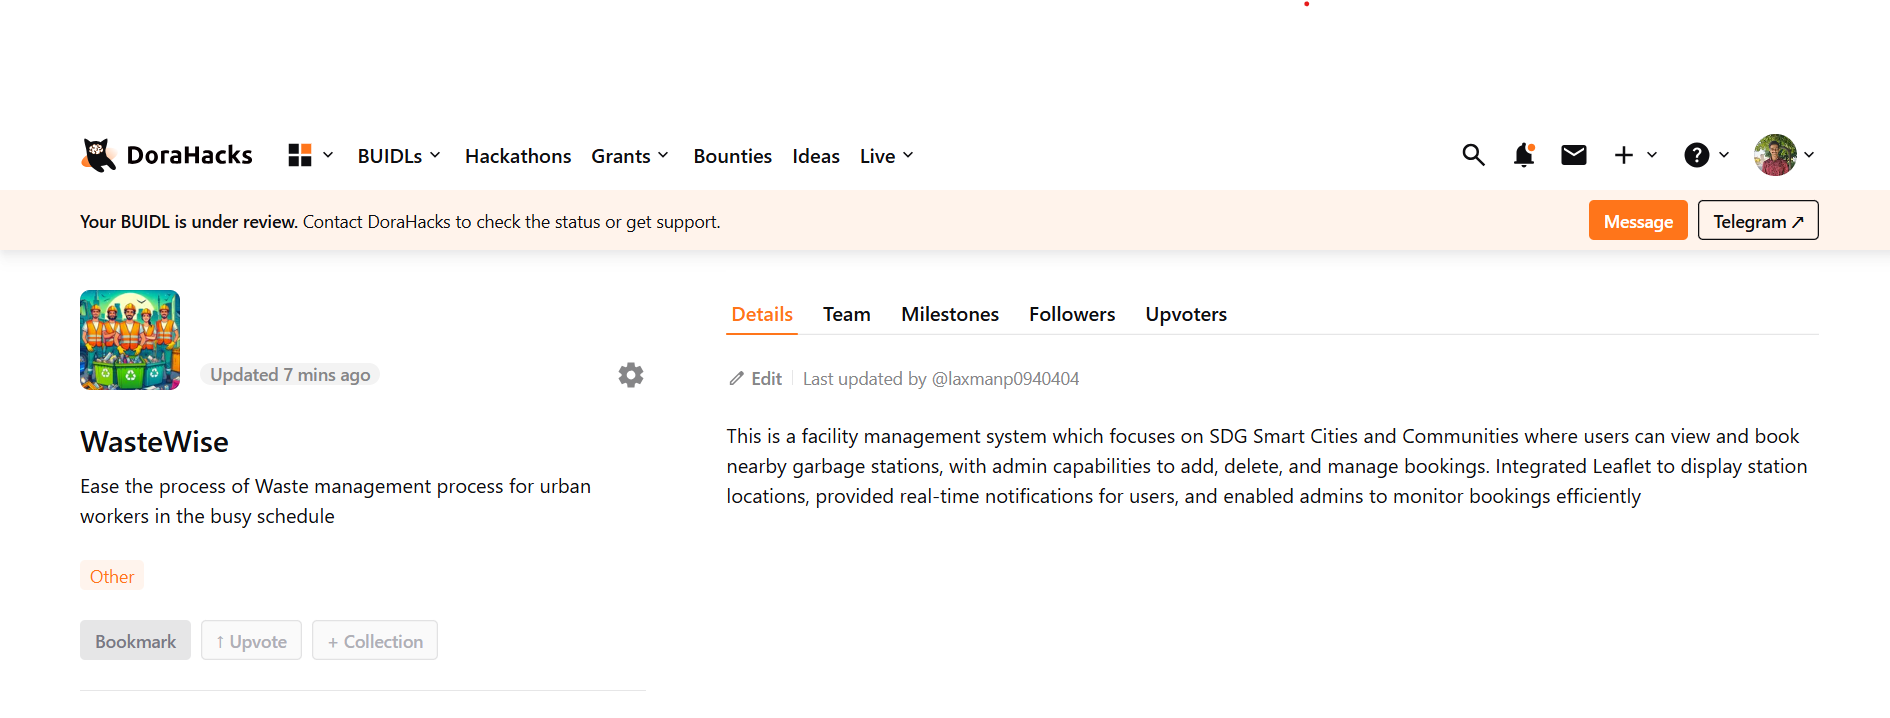 DoraHacks BUIDLs Hackathons Grants Bounties Ideas Live
Your BUIDL is under review. Contact DoraHacks to check the status or get support. Message Telegram ↗
Updated 7 mins ago
WasteWise
Ease the process of Waste management process for urban
workers in the busy schedule
Other
Bookmark ↑ Upvote + Collection
Details Team Milestones Followers Upvoters
Edit Last updated by @laxmanp0940404
This is a facility management system which focuses on SDG Smart Cities and Communities where users can view and book
nearby garbage stations, with admin capabilities to add, delete, and manage bookings. Integrated Leaflet to display station
locations, provided real-time notifications for users, and enabled admins to monitor bookings efficiently